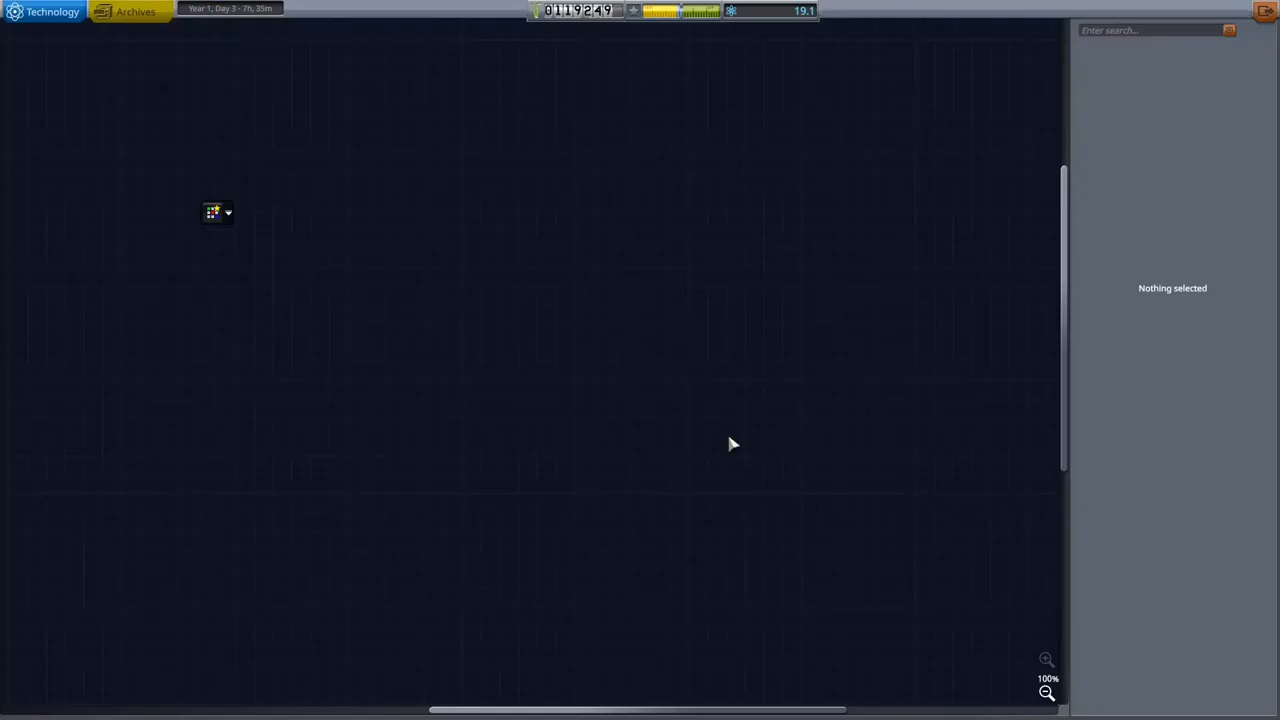 Technology
Archives
Year 1, Day 3 - 7h, 35m
0119249
19.1
Enter search...
Nothing selected
100%